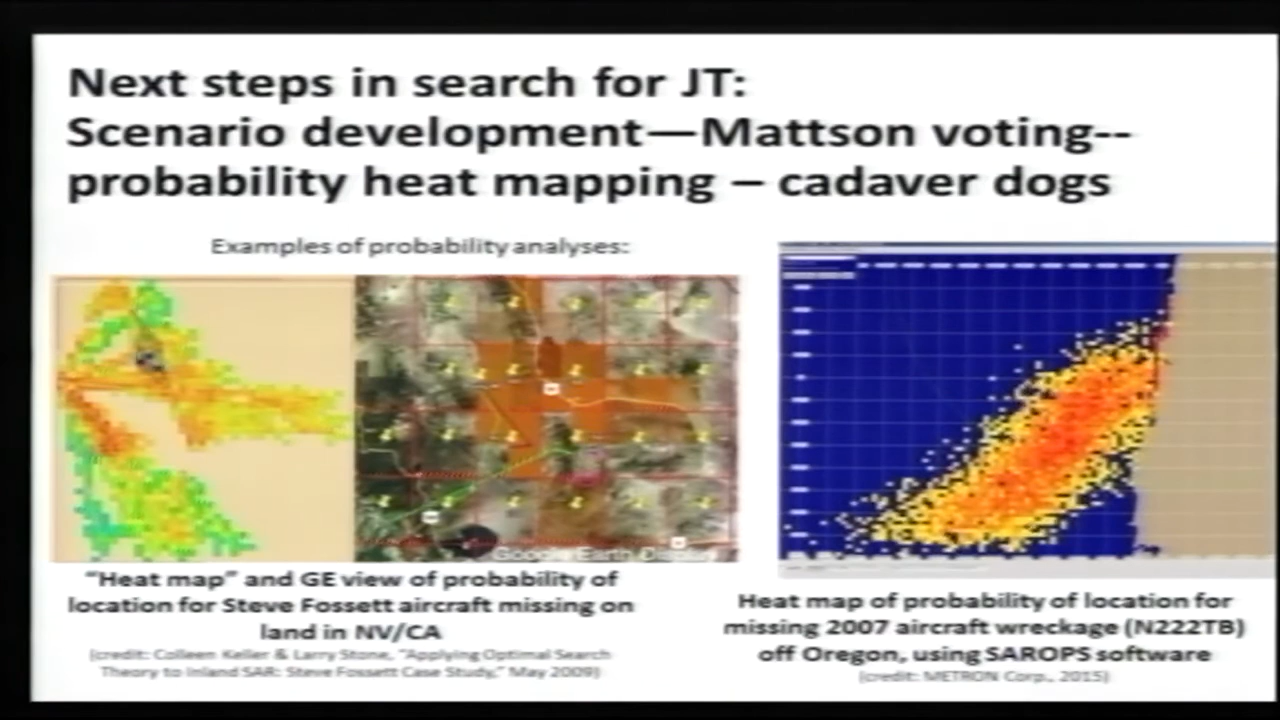 Next steps in search for JT:
Scenario development—Mattson voting--
probability heat mapping – cadaver dogs
Examples of probability analyses:
Google Earth
"Heat map" and GE view of probability of
location for Steve Fossett aircraft missing on
land in NV/CA
(credit: Colleen Keller & Larry Stone, "Applying Optimal Search
Theory to Inland SAR: Steve Fossett Case Study," May 2009)
Heat map of probability of location for
missing 2007 aircraft wreckage (N222TB)
off Oregon, using SAROPS software
(credit: METRON Corp., 2015)